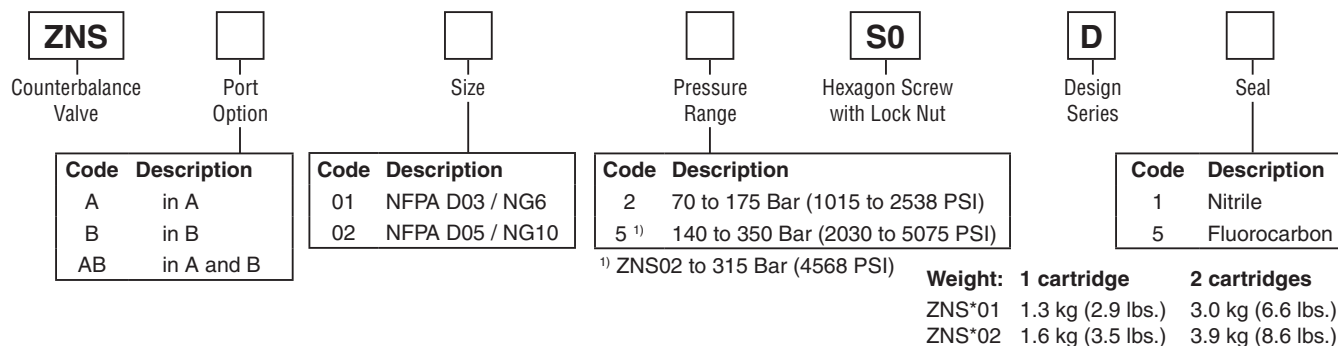 ZNS S0 D
Counterbalance Valve
Port Option
Size
Pressure Range
Hexagon Screw with Lock Nut
Design Series
Seal
Code Description
A in A
B in B
AB in A and B
Code Description
01 NFPA D03 / NG6
02 NFPA D05 / NG10
Code Description
2 70 to 175 Bar (1015 to 2538 PSI)
5 1) 140 to 350 Bar (2030 to 5075 PSI)
1) ZNS02 to 315 Bar (4568 PSI)
Code Description
1 Nitrile
5 Fluorocarbon
Weight: 1 cartridge 2 cartridges
ZNS*01 1.3 kg (2.9 lbs.) 3.0 kg (6.6 lbs.)
ZNS*02 1.6 kg (3.5 lbs.) 3.9 kg (8.6 lbs.)